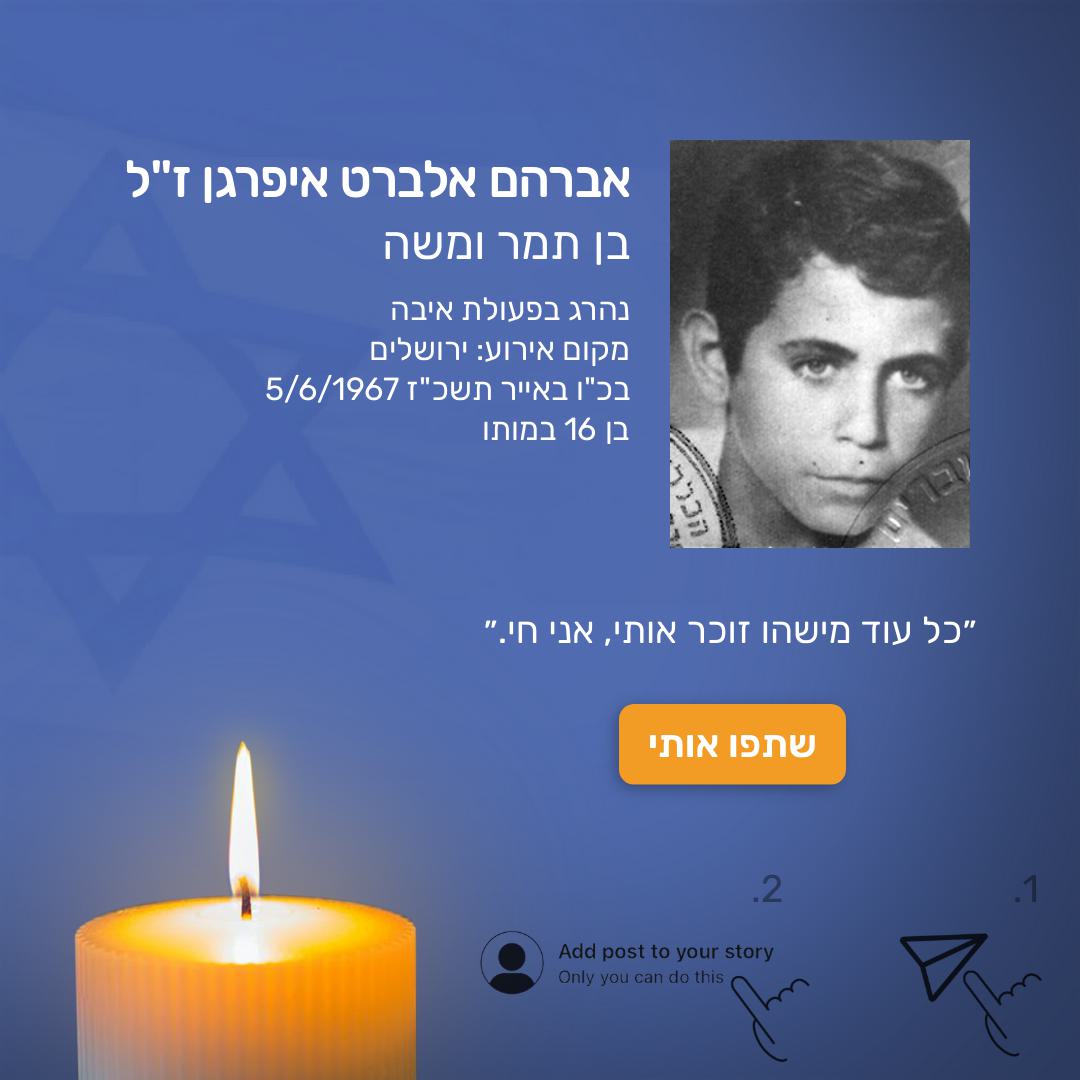 אברהם אלברט איפרגן ז"ל
בן תמר ומשה
נהרג בפעולת איבה
מקום אירוע: ירושלים
בכ"ו באייר תשכ"ז 5/6/1967
בן 16 במותו
״כל עוד מישהו זוכר אותי, אני חי.״
שתפו אותי
1.
2.
Add post to your story
Only you can do this